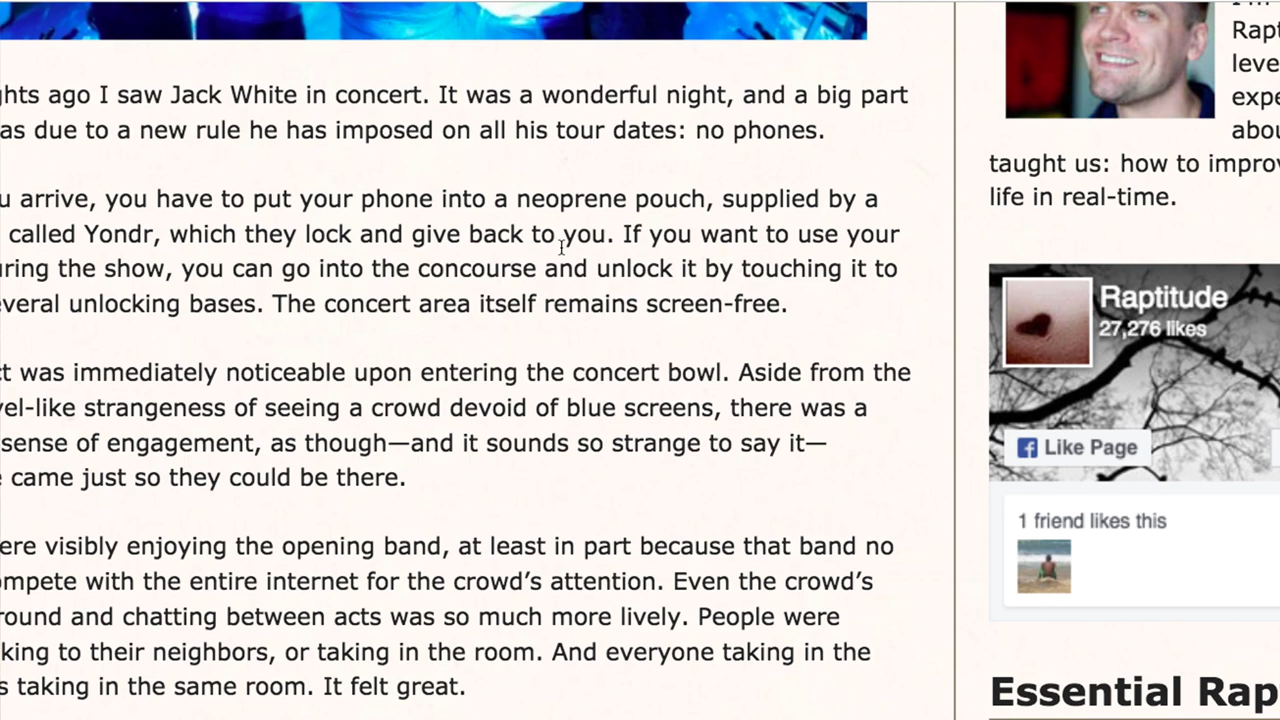 ghts ago I saw Jack White in concert. It was a wonderful night, and a big part
as due to a new rule he has imposed on all his tour dates: no phones.
u arrive, you have to put your phone into a neoprene pouch, supplied by a
called Yondr, which they lock and give back to you. If you want to use your
uring the show, you can go into the concourse and unlock it by touching it to
everal unlocking bases. The concert area itself remains screen-free.
ct was immediately noticeable upon entering the concert bowl. Aside from the
vel-like strangeness of seeing a crowd devoid of blue screens, there was a
sense of engagement, as though—and it sounds so strange to say it—
e came just so they could be there.
ere visibly enjoying the opening band, at least in part because that band no
ompete with the entire internet for the crowd's attention. Even the crowd's
round and chatting between acts was so much more lively. People were
king to their neighbors, or taking in the room. And everyone taking in the
s taking in the same room. It felt great.
Rapt
leve
expe
abou
taught us: how to improv
life in real-time.
Raptitude
27,276 likes
Like Page
1 friend likes this
Essential Rap